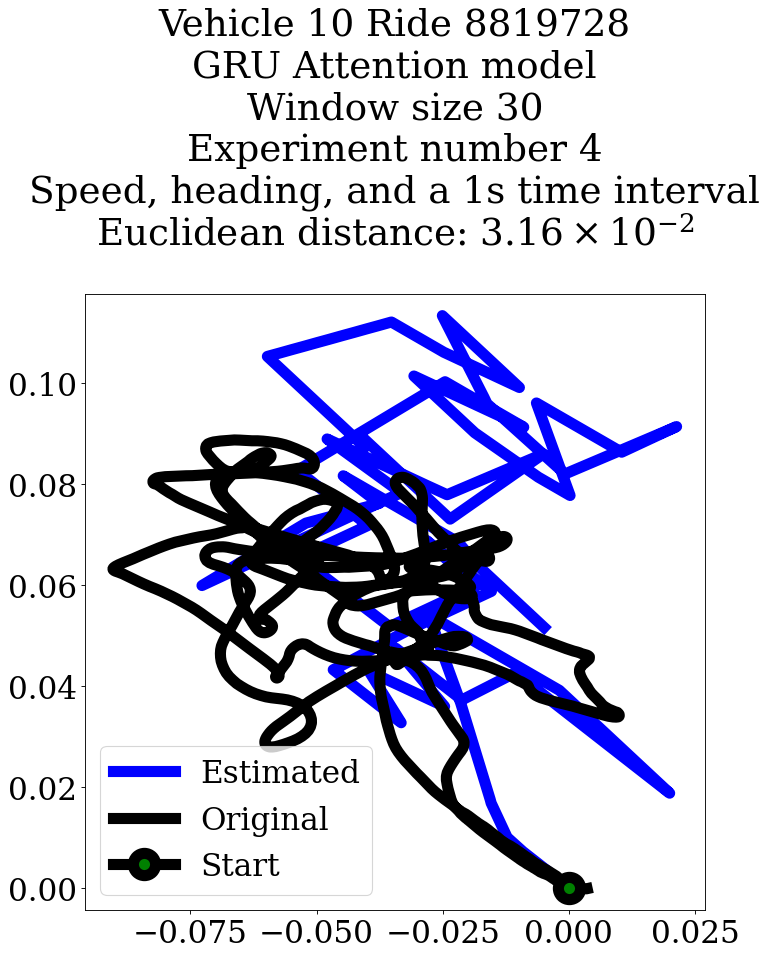 Vehicle 10 Ride 8819728
GRU Attention model
Window size 30
Experiment number 4
Speed, heading, and a 1s time interval
Euclidean distance: 3.16 × 10⁻²
0.10
0.08
0.06
0.04
0.02
0.00
Estimated
Original
Start
−0.075 −0.050 −0.025 0.000 0.025